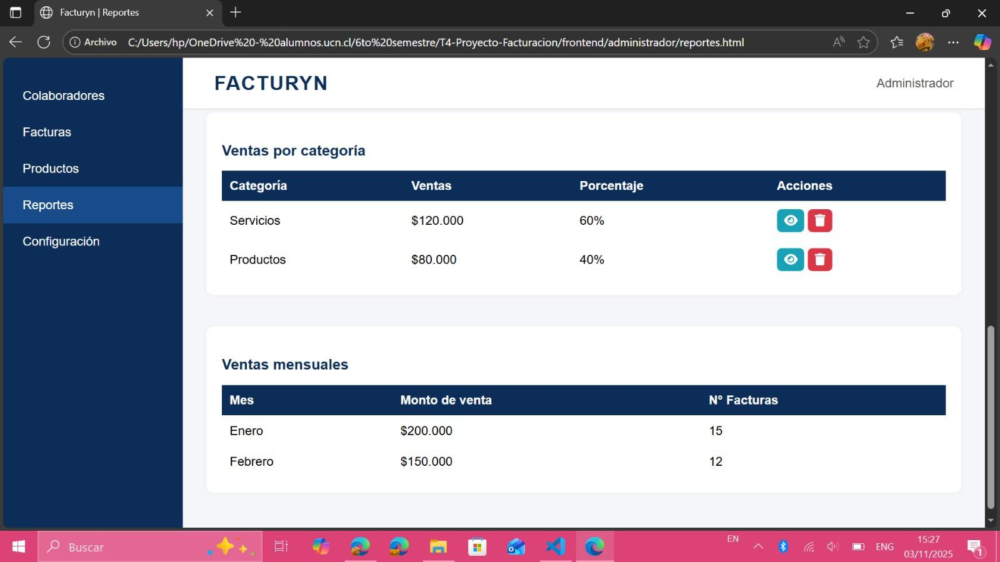 Facturyn | Reportes
Archivo C:/Users/hp/OneDrive%20-%20alumnos.ucn.cl/6to%20semestre/T4-Proyecto-Facturacion/frontend/administrador/reportes.html
Colaboradores
Facturas
Productos
Reportes
Configuración
FACTURYN
Administrador
Ventas por categoría
Categoría Ventas Porcentaje Acciones
Servicios $120.000 60%
Productos $80.000 40%
Ventas mensuales
Mes Monto de venta N° Facturas
Enero $200.000 15
Febrero $150.000 12
Buscar
EN
ENG
15:27
03/11/2025
1